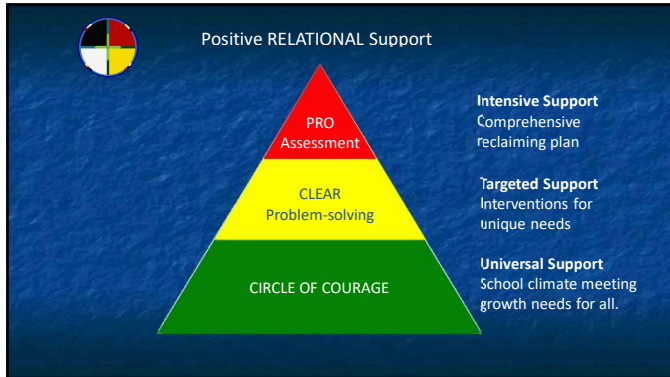 Positive RELATIONAL Support
PRO
Assessment
Intensive Support
Comprehensive
reclaiming plan
CLEAR
Problem-solving
Targeted Support
Interventions for
unique needs
CIRCLE OF COURAGE
Universal Support
School climate meeting
growth needs for all.